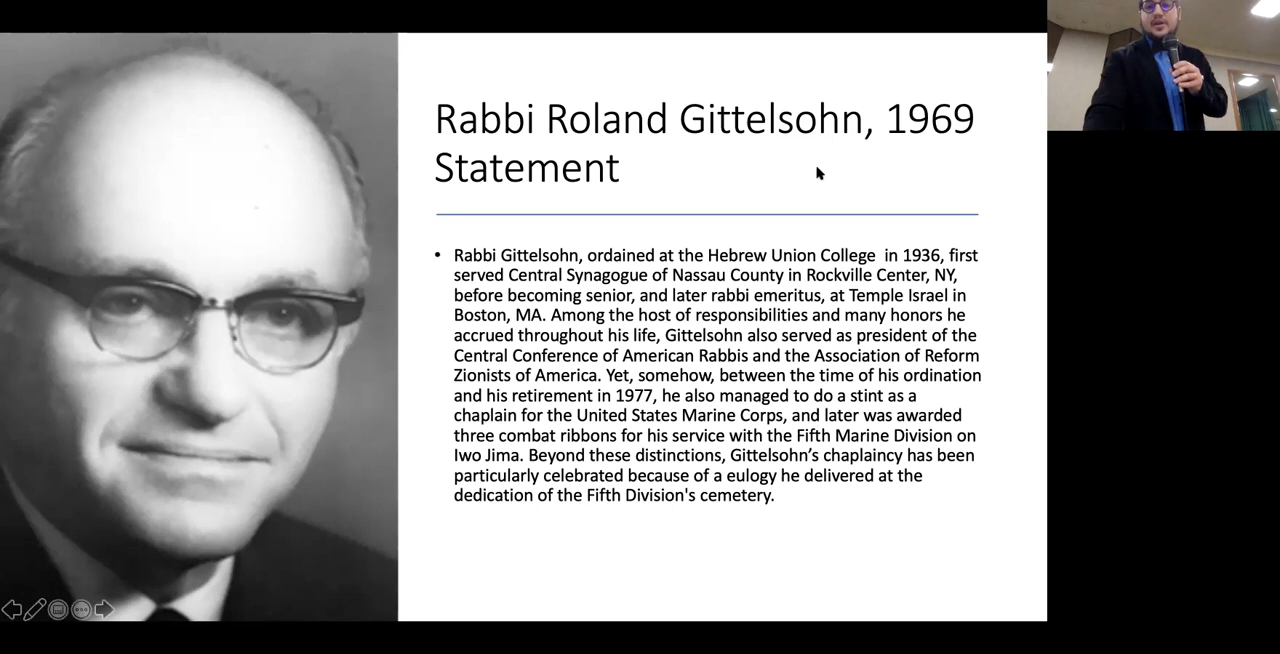 Rabbi Roland Gittelsohn, 1969
Statement
• Rabbi Gittelsohn, ordained at the Hebrew Union College  in 1936, first
served Central Synagogue of Nassau County in Rockville Center, NY,
before becoming senior, and later rabbi emeritus, at Temple Israel in
Boston, MA. Among the host of responsibilities and many honors he
accrued throughout his life, Gittelsohn also served as president of the
Central Conference of American Rabbis and the Association of Reform
Zionists of America. Yet, somehow, between the time of his ordination
and his retirement in 1977, he also managed to do a stint as a
chaplain for the United States Marine Corps, and later was awarded
three combat ribbons for his service with the Fifth Marine Division on
Iwo Jima. Beyond these distinctions, Gittelsohn’s chaplaincy has been
particularly celebrated because of a eulogy he delivered at the
dedication of the Fifth Division's cemetery.